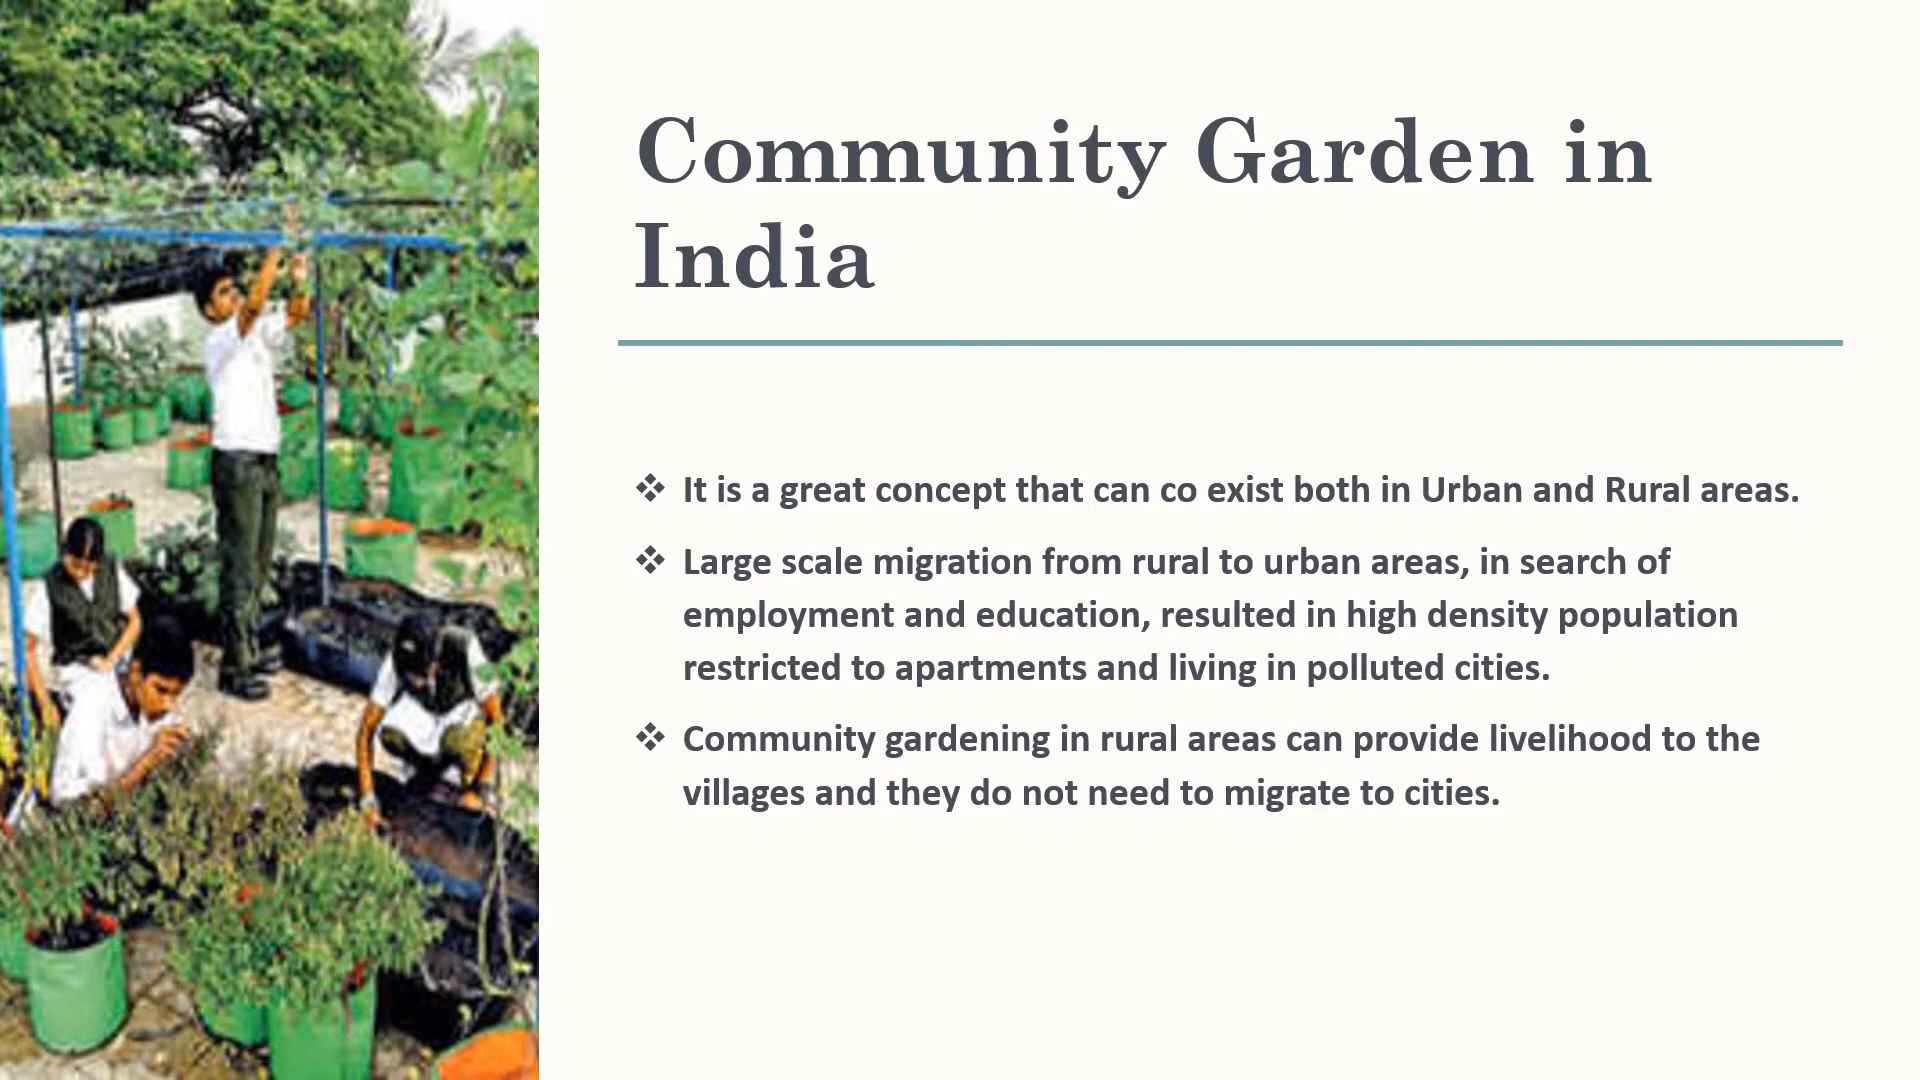 Community Garden in
India
❖ It is a great concept that can co exist both in Urban and Rural areas.
❖ Large scale migration from rural to urban areas, in search of
employment and education, resulted in high density population
restricted to apartments and living in polluted cities.
❖ Community gardening in rural areas can provide livelihood to the
villages and they do not need to migrate to cities.